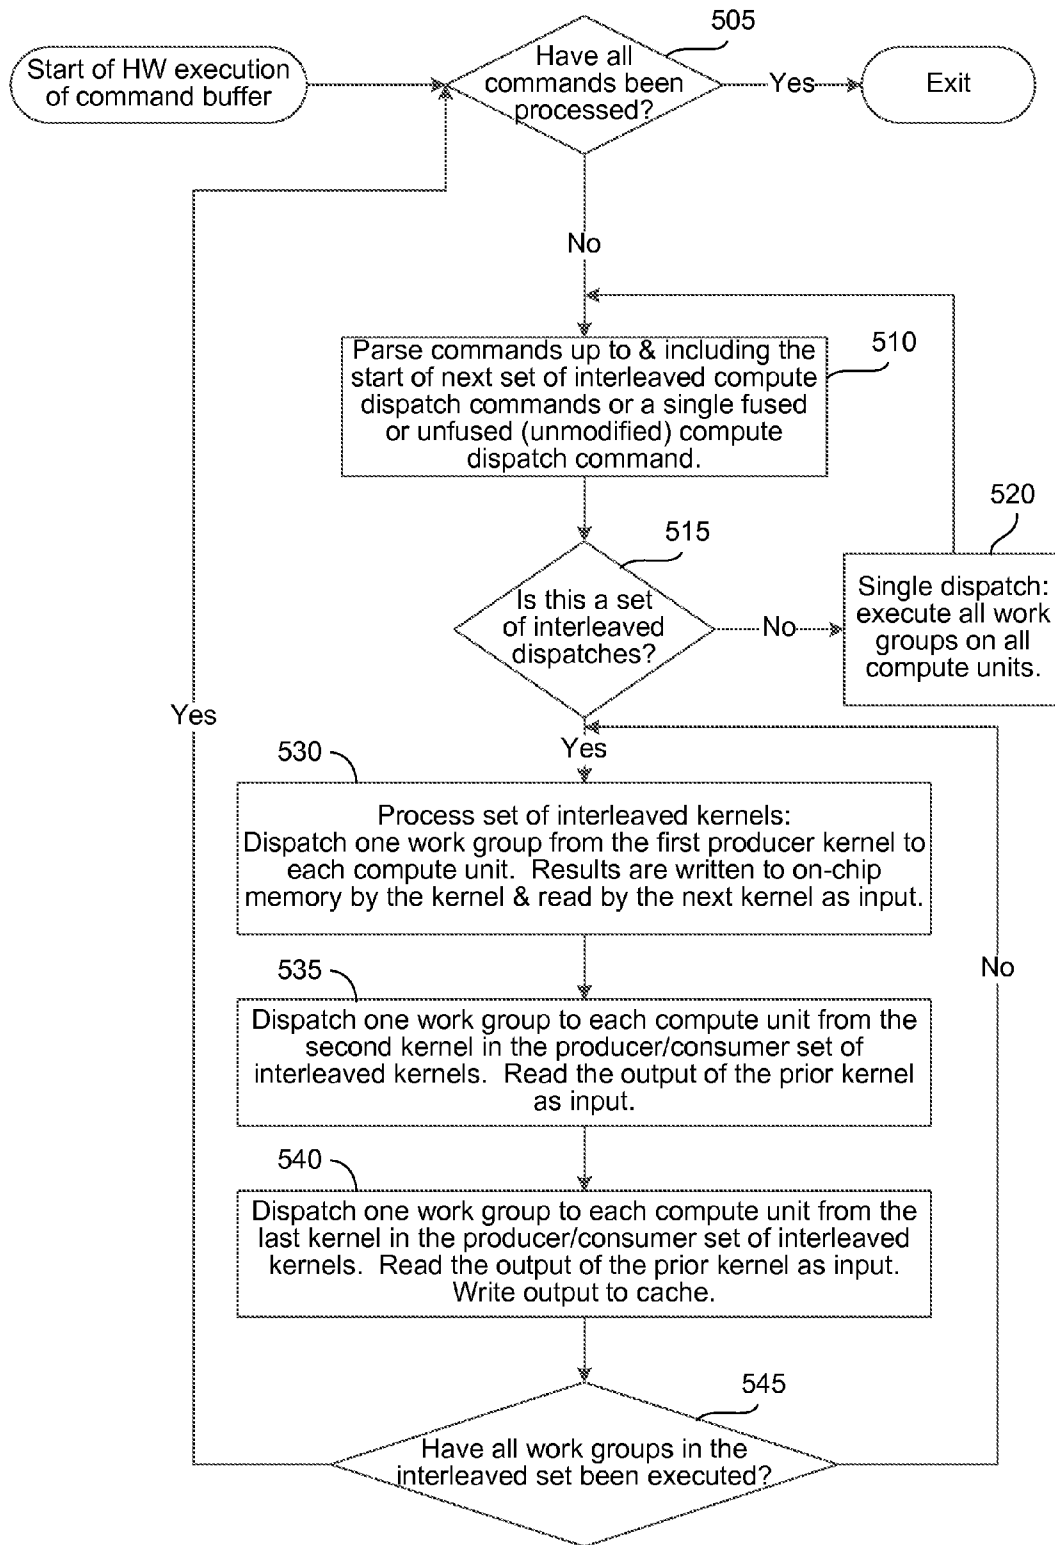 505
Start of HW execution
of command buffer
Have all
commands been
processed?
Yes
Exit
No
510
Parse commands up to & including the
start of next set of interleaved compute
dispatch commands or a single fused
or unfused (unmodified) compute
dispatch command.
515
520
Is this a set
of interleaved
dispatches?
No
Single dispatch:
execute all work
groups on all
compute units.
Yes
Yes
530
Process set of interleaved kernels:
Dispatch one work group from the first producer kernel to
each compute unit. Results are written to on-chip
memory by the kernel & read by the next kernel as input.
No
535
Dispatch one work group to each compute unit from the
second kernel in the producer/consumer set of
interleaved kernels. Read the output of the prior kernel
as input.
540
Dispatch one work group to each compute unit from the
last kernel in the producer/consumer set of interleaved
kernels. Read the output of the prior kernel as input.
Write output to cache.
545
Have all work groups in the
interleaved set been executed?